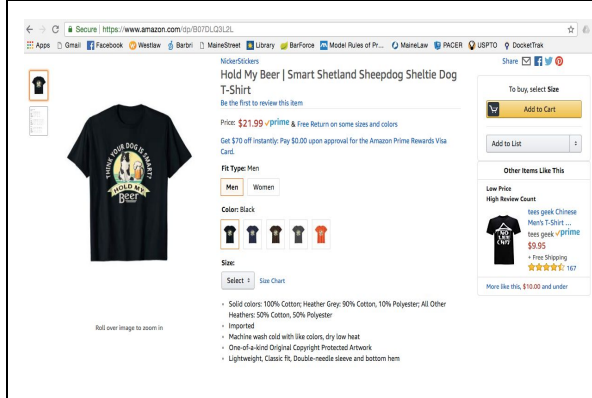 Secure https://www.amazon.com/dp/B07DLQ3L2L
Apps Gmail Facebook Westlaw Barbri MaineStreet Library BarForce Model Rules of Pr... MaineLaw PACER USPTO DocketTrak
NickerStickers
Hold My Beer | Smart Shetland Sheepdog Sheltie Dog
T-Shirt
Be the first to review this item
Price: $21.99 prime & Free Return on some sizes and colors
Get $70 off instantly: Pay $0.00 upon approval for the Amazon Prime Rewards Visa
Card.
Fit Type: Men
Men Women
Color: Black
Size:
Select Size Chart
Solid colors: 100% Cotton; Heather Grey: 90% Cotton, 10% Polyester; All Other
Heathers: 50% Cotton, 50% Polyester
Imported
Machine wash cold with like colors, dry low heat
One-of-a-kind Original Copyright Protected Artwork
Lightweight, Classic fit, Double-needle sleeve and bottom hem
THINK YOUR DOG IS SMART?
HOLD MY
Beer
Roll over image to zoom in
Share
To buy, select Size
Add to Cart
Add to List
Other Items Like This
Low Price
High Review Count
tees geek Chinese
Men's T-Shirt ...
tees geek prime
$9.95
+ Free Shipping
167
More like this, $10.00 and under